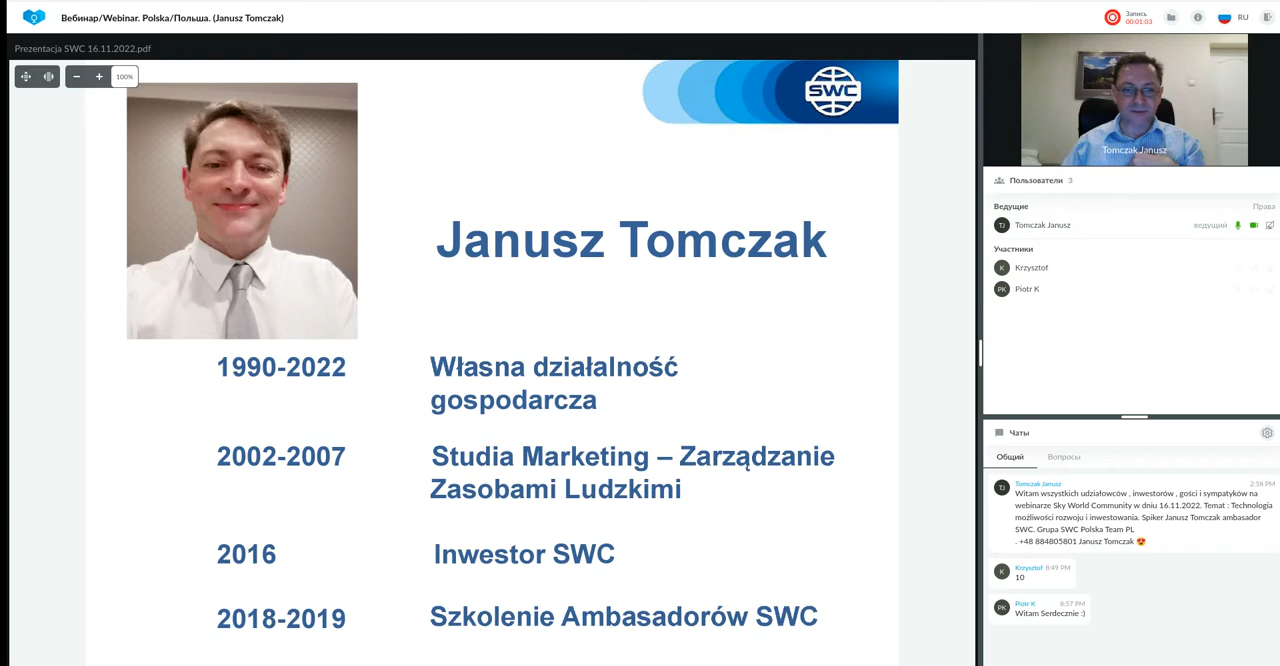 Вебинар/Webinar. Polska/Польша. (Janusz Tomczak)
Запись
00:01:03
RU
Prezentacja SWC 16.11.2022.pdf
100%
SWC
Janusz Tomczak
1990-2022 Własna działalność
gospodarcza
2002-2007 Studia Marketing – Zarządzanie
Zasobami Ludzkimi
2016 Inwestor SWC
2018-2019 Szkolenie Ambasadorów SWC
Tomczak Janusz
Пользователи 3
Ведущие Права
TJ Tomczak Janusz ведущий
Участники
K Krzysztof
PK Piotr K
Чаты
Общий Вопросы
TJ Tomczak Janusz 2:58 PM
Witam wszystkich udziałowców , inwestorów , gości i sympatyków na
webinarze Sky World Community w dniu 16.11.2022. Temat : Technologia
możliwości rozwoju i inwestowania. Spiker Janusz Tomczak ambasador
SWC. Grupa SWC Polska Team PL
. +48 884805801 Janusz Tomczak 😍
K Krzysztof 8:49 PM
10
PK Piotr K 8:57 PM
Witam Serdecznie :)